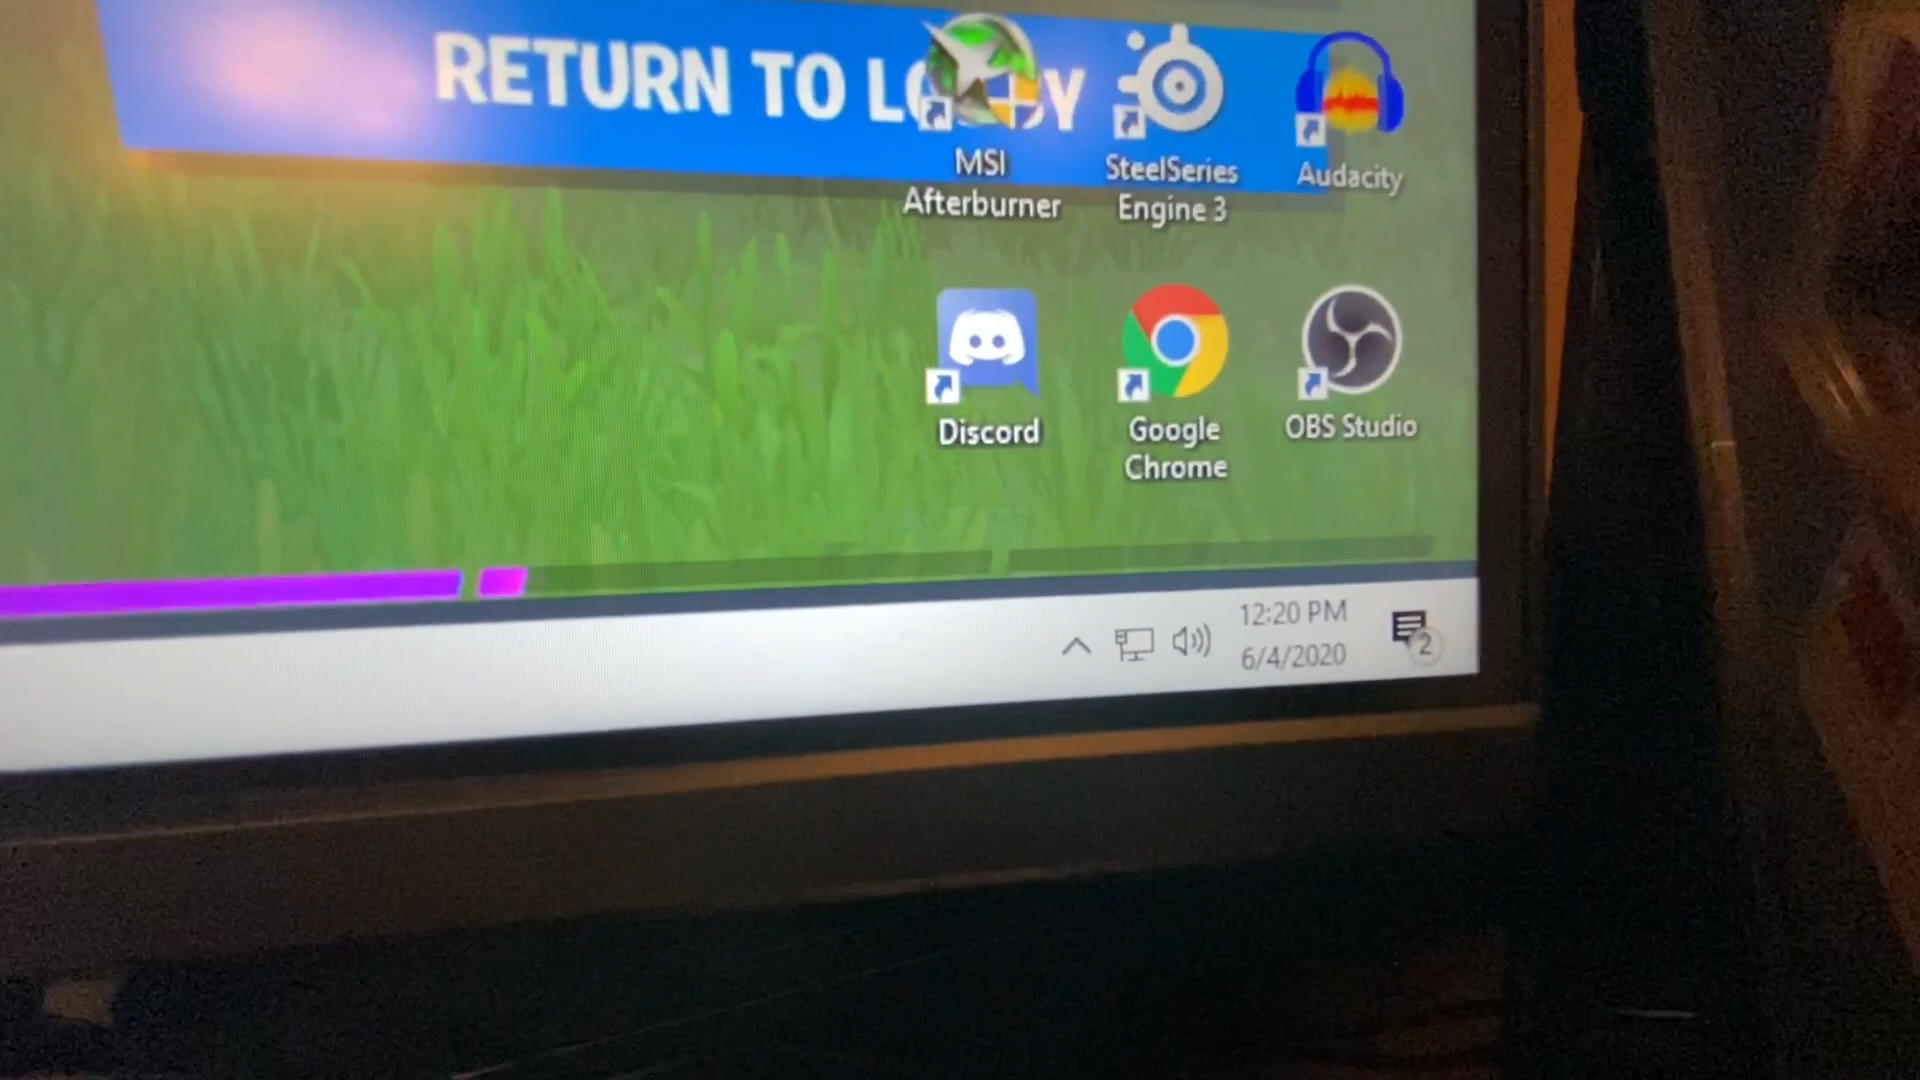 RETURN TO L
Y
MSI
Afterburner
SteelSeries
Engine 3
Audacity
Discord
Google
Chrome
OBS Studio
12:20 PM
6/4/2020
2